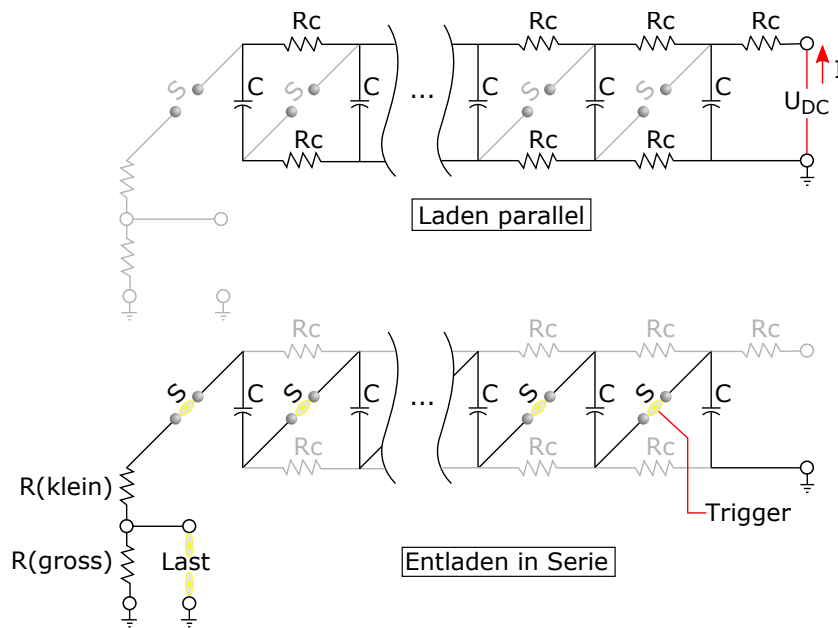 Rc Rc Rc Rc
S C S C ... C S C S C U_DC I
Rc Rc Rc
Laden parallel
Rc Rc Rc Rc
S C S C ... C S C S C
Rc Rc Rc
R(klein)
Trigger
R(gross) Last
Entladen in Serie